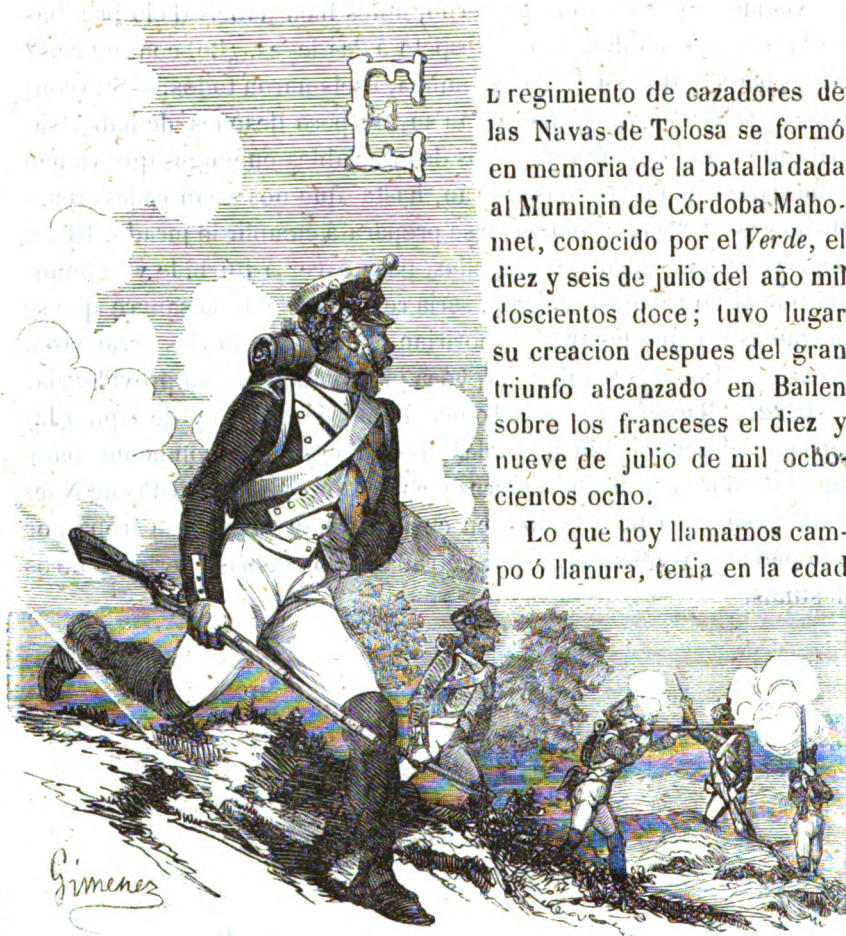 EL regimiento de cazadores de
las Navas de Tolosa se formó
en memoria de la batalla dada
al Muminin de Córdoba Maho-
met, conocido por el Verde, el
diez y seis de julio del año mil
doscientos doce; tuvo lugar
su creacion despues del gran
triunfo alcanzado en Bailen
sobre los franceses el diez y
nueve de julio de mil ocho-
cientos ocho.
Lo que hoy llamamos cam-
po ó llanura, tenia en la edad
Gimenez